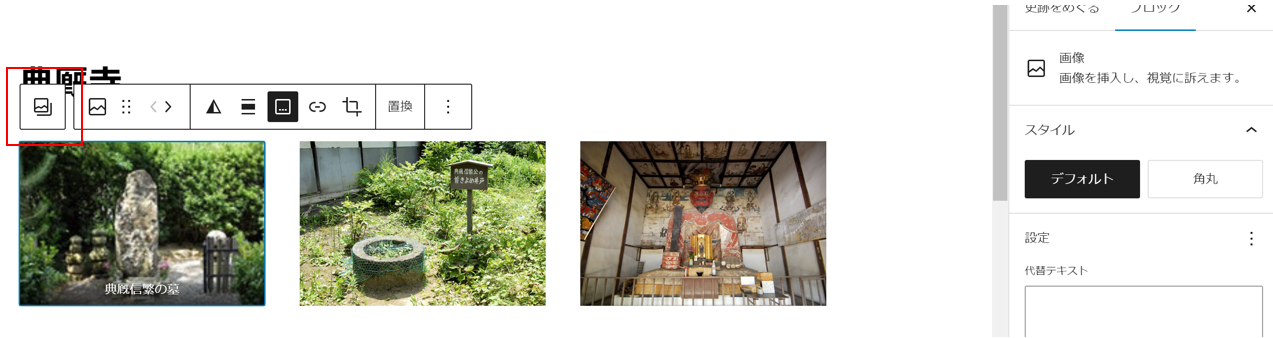 史跡をめぐる ブロック
画像
画像を挿入し、視覚に訴えます。
典厩寺
置換
スタイル
デフォルト 角丸
設定
代替テキスト
典厩信繁の墓